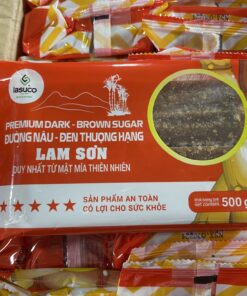 lasuco
PREMIUM DARK - BROWN SUGAR
ĐƯỜNG NÂU - ĐEN THƯỢNG HẠNG
LAM SƠN
DUY NHẤT TỪ MẬT MÍA THIÊN NHIÊN
SẢN PHẨM AN TOÀN
CÓ LỢI CHO SỨC KHỎE
500 g